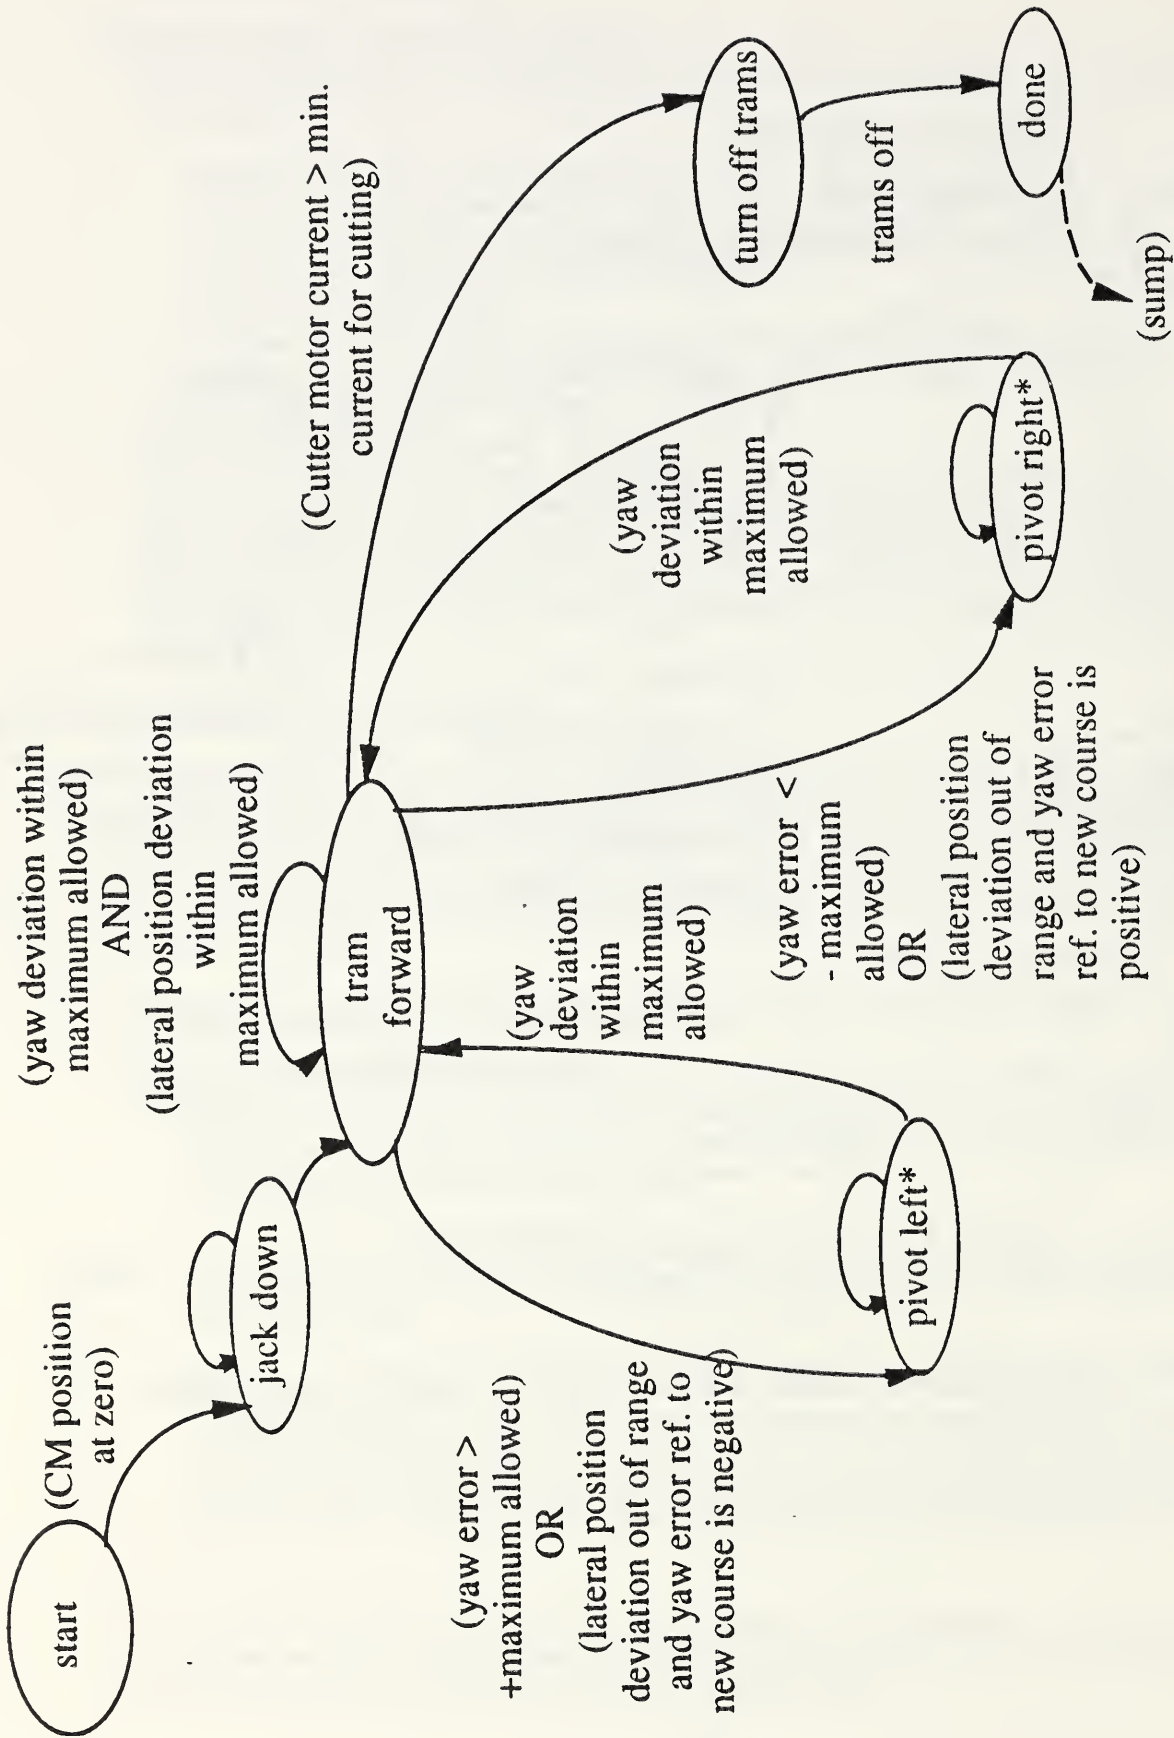 start
(CM position
at zero)
jack down
(yaw deviation within
maximum allowed)
AND
(lateral position deviation
within
maximum allowed)
tram
forward
(Cutter motor current > min.
current for cutting)
turn off trams
trams off
done
(sump)
(yaw error >
+maximum allowed)
OR
(lateral position
deviation out of range
and yaw error ref. to
new course is negative)
pivot left*
(yaw
deviation
within
maximum
allowed)
(yaw error <
- maximum
allowed)
OR
(lateral position
deviation out of
range and yaw error
ref. to new course is
positive)
(yaw
deviation
within
maximum
allowed)
pivot right*